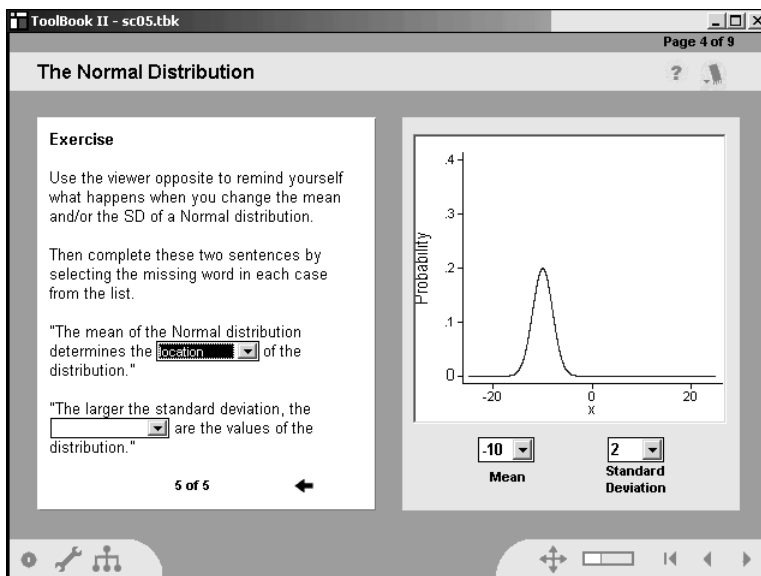 ToolBook II - sc05.tbk
Page 4 of 9
The Normal Distribution
?
Exercise
Use the viewer opposite to remind yourself
what happens when you change the mean
and/or the SD of a Normal distribution.
Then complete these two sentences by
selecting the missing word in each case
from the list.
"The mean of the Normal distribution
determines the location of the
distribution."
"The larger the standard deviation, the
are the values of the
distribution."
5 of 5
Probability
.4
.3
.2
.1
0
-20 0 20
x
-10 2
Mean Standard
Deviation